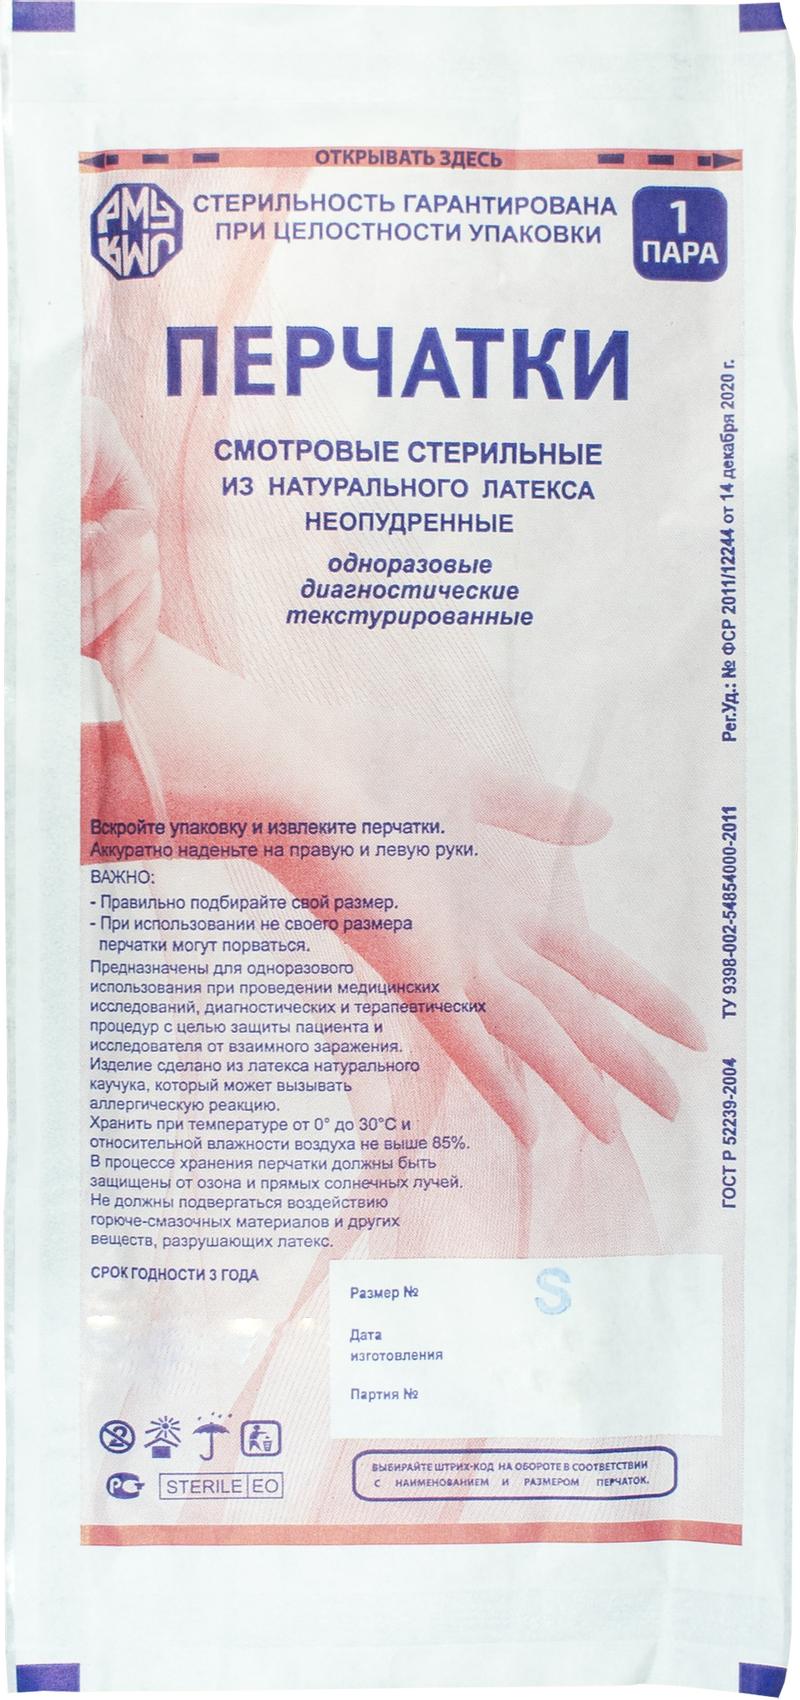 ОТКРЫВАТЬ ЗДЕСЬ
РМУ
СТЕРИЛЬНОСТЬ ГАРАНТИРОВАНА
ПРИ ЦЕЛОСТНОСТИ УПАКОВКИ
1
ПАРА
ПЕРЧАТКИ
СМОТРОВЫЕ СТЕРИЛЬНЫЕ
ИЗ НАТУРАЛЬНОГО ЛАТЕКСА
НЕОПУДРЕННЫЕ
одноразовые
диагностические
текстурированные
Рег.Уд.: № ФСР 2011/12244 от 14 декабря 2020 г.
ТУ 9398-002-54854000-2011
ГОСТ Р 52239-2004
Вскройте упаковку и извлеките перчатки.
Аккуратно наденьте на правую и левую руки.
ВАЖНО:
- Правильно подбирайте свой размер.
- При использовании не своего размера
перчатки могут порваться.
Предназначены для одноразового
использования при проведении медицинских
исследований, диагностических и терапевтических
процедур с целью защиты пациента и
исследователя от взаимного заражения.
Изделие сделано из латекса натурального
каучука, который может вызывать
аллергическую реакцию.
Хранить при температуре от 0° до 30°С и
относительной влажности воздуха не выше 85%.
В процессе хранения перчатки должны быть
защищены от озона и прямых солнечных лучей.
Не должны подвергаться воздействию
горюче-смазочных материалов и других
веществ, разрушающих латекс.
СРОК ГОДНОСТИ 3 ГОДА
Размер № S
Дата
изготовления
Партия №
2
РС
STERILE EO
ВЫБИРАЙТЕ ШТРИХ-КОД НА ОБОРОТЕ В СООТВЕТСТВИИ
С НАИМЕНОВАНИЕМ И РАЗМЕРОМ ПЕРЧАТОК.